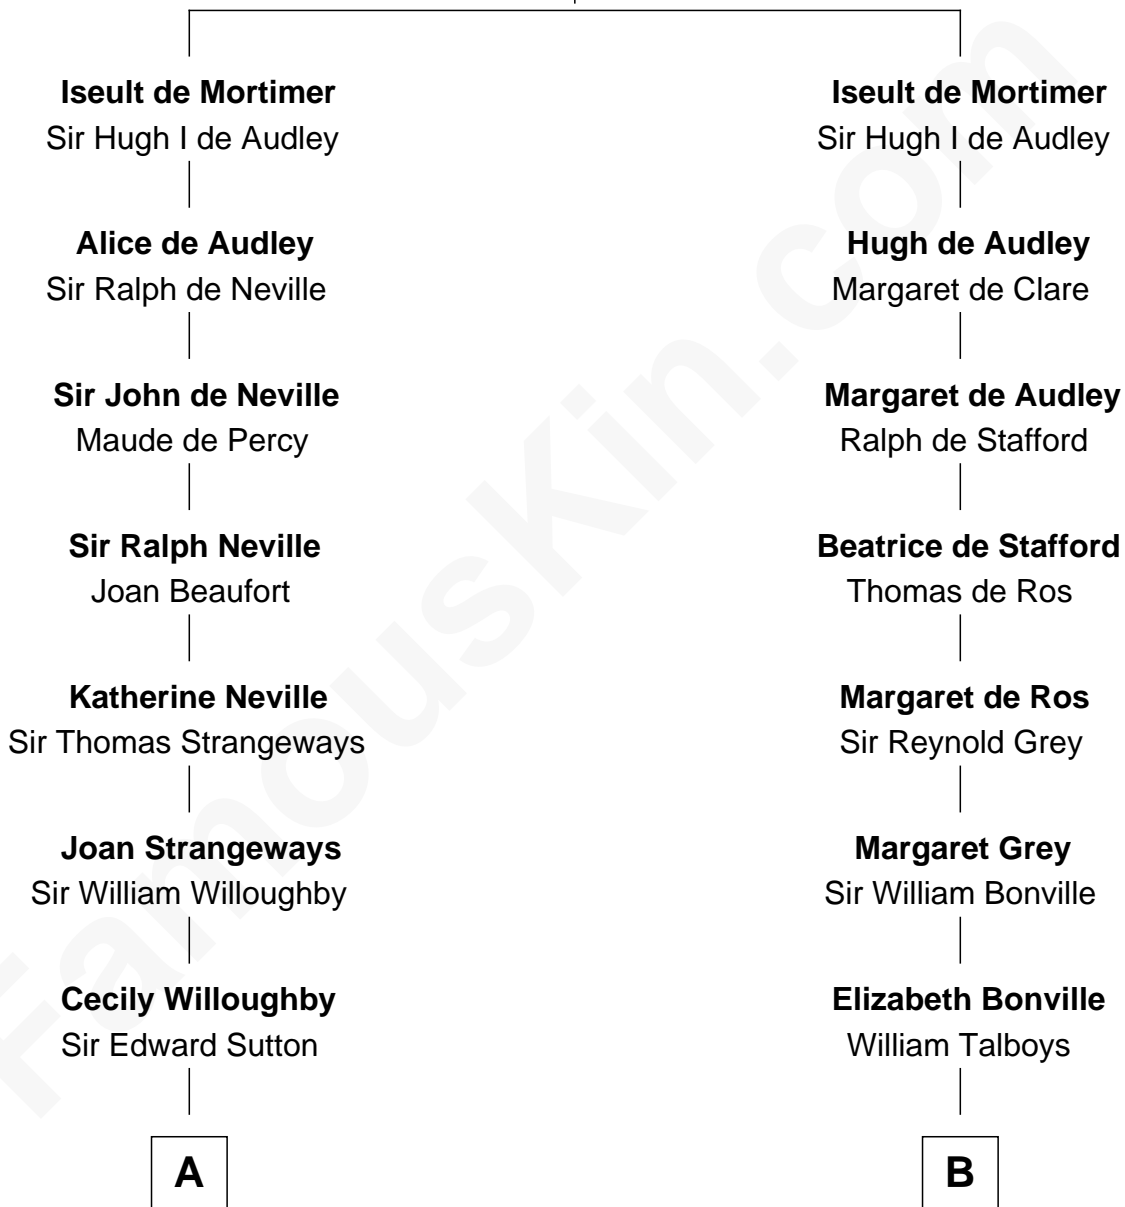 Iseult de Mortimer
Sir Hugh I de Audley
Alice de Audley
Sir Ralph de Neville
Sir John de Neville
Maude de Percy
Sir Ralph Neville
Joan Beaufort
Katherine Neville
Sir Thomas Strangeways
Joan Strangeways
Sir William Willoughby
Cecily Willoughby
Sir Edward Sutton
A
Iseult de Mortimer
Sir Hugh I de Audley
Hugh de Audley
Margaret de Clare
Margaret de Audley
Ralph de Stafford
Beatrice de Stafford
Thomas de Ros
Margaret de Ros
Sir Reynold Grey
Margaret Grey
Sir William Bonville
Elizabeth Bonville
William Talboys
B
FamousKin.com